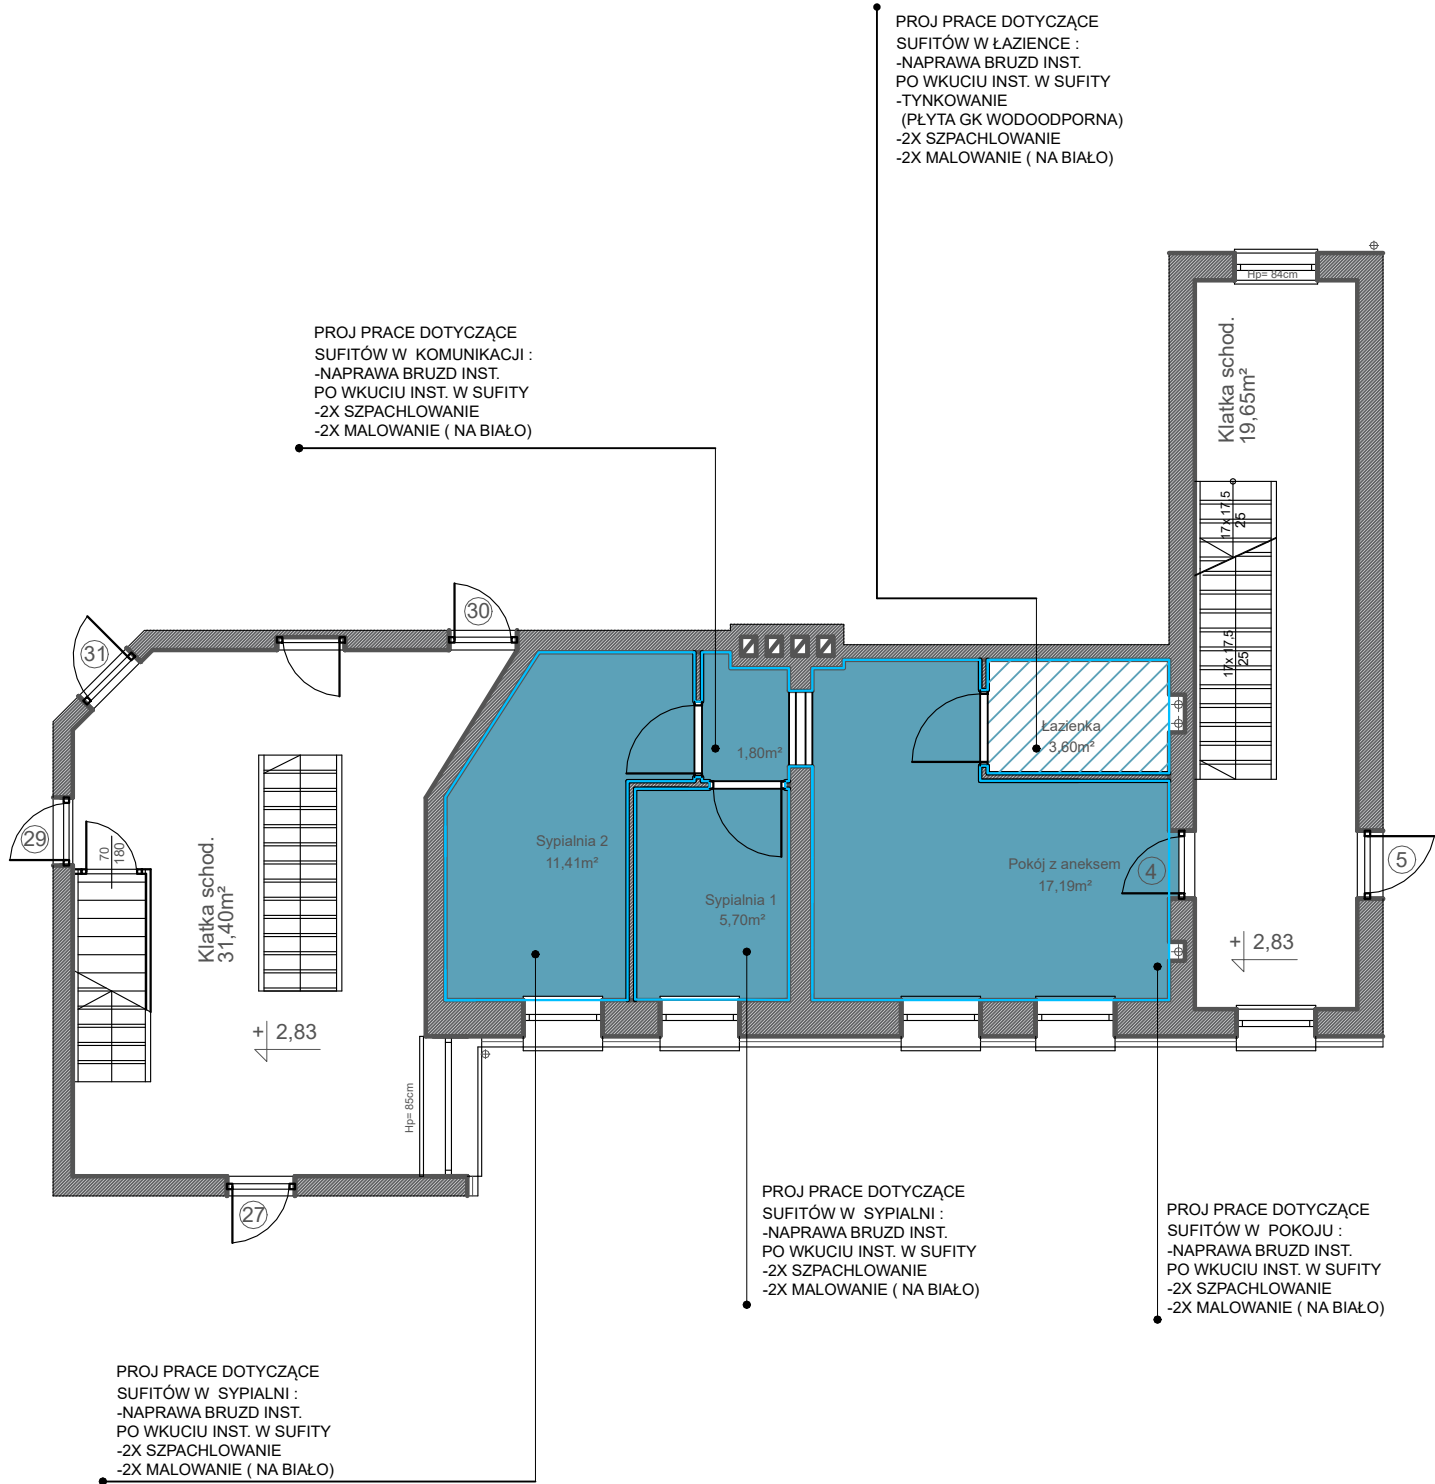 PROJ PRACE DOTYCZĄCE
SUFITÓW W ŁAZIENCE :
-NAPRAWA BRUZD INST.
PO WKUCIU INST. W SUFITY
-TYNKOWANIE
(PŁYTA GK WODOODPORNA)
-2X SZPACHLOWANIE
-2X MALOWANIE ( NA BIAŁO)
Hp= 84cm
PROJ PRACE DOTYCZĄCE
SUFITÓW W KOMUNIKACJI :
-NAPRAWA BRUZD INST.
PO WKUCIU INST. W SUFITY
-2X SZPACHLOWANIE
-2X MALOWANIE ( NA BIAŁO)
Klatka schod.
19,65m²
17x 17,5
25
17x 17,5
25
30
31
Łazienka
3,60m²
1,80m²
29
70
180
Klatka schod.
31,40m²
Sypialnia 2
11,41m²
Sypialnia 1
5,70m²
Pokój z aneksem
17,19m²
4
5
+ 2,83
+ 2,83
Hp= 85cm
27
PROJ PRACE DOTYCZĄCE
SUFITÓW W SYPIALNI :
-NAPRAWA BRUZD INST.
PO WKUCIU INST. W SUFITY
-2X SZPACHLOWANIE
-2X MALOWANIE ( NA BIAŁO)
PROJ PRACE DOTYCZĄCE
SUFITÓW W POKOJU :
-NAPRAWA BRUZD INST.
PO WKUCIU INST. W SUFITY
-2X SZPACHLOWANIE
-2X MALOWANIE ( NA BIAŁO)
PROJ PRACE DOTYCZĄCE
SUFITÓW W SYPIALNI :
-NAPRAWA BRUZD INST.
PO WKUCIU INST. W SUFITY
-2X SZPACHLOWANIE
-2X MALOWANIE ( NA BIAŁO)